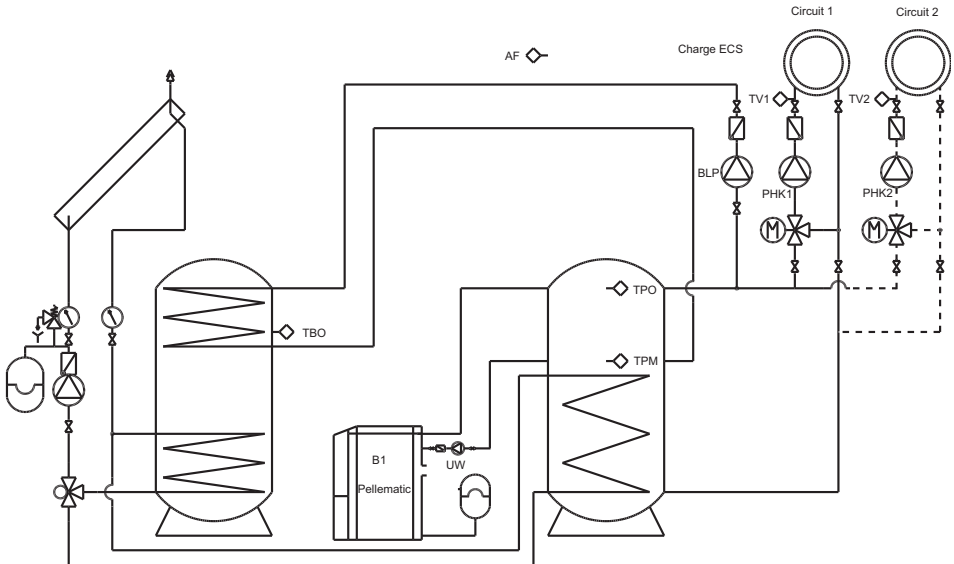 Circuit 1
Circuit 2
Charge ECS
AF
TV1
TV2
BLP
PHK1
PHK2
M
M
TPO
TBO
TPM
B1
UW
Pellematic